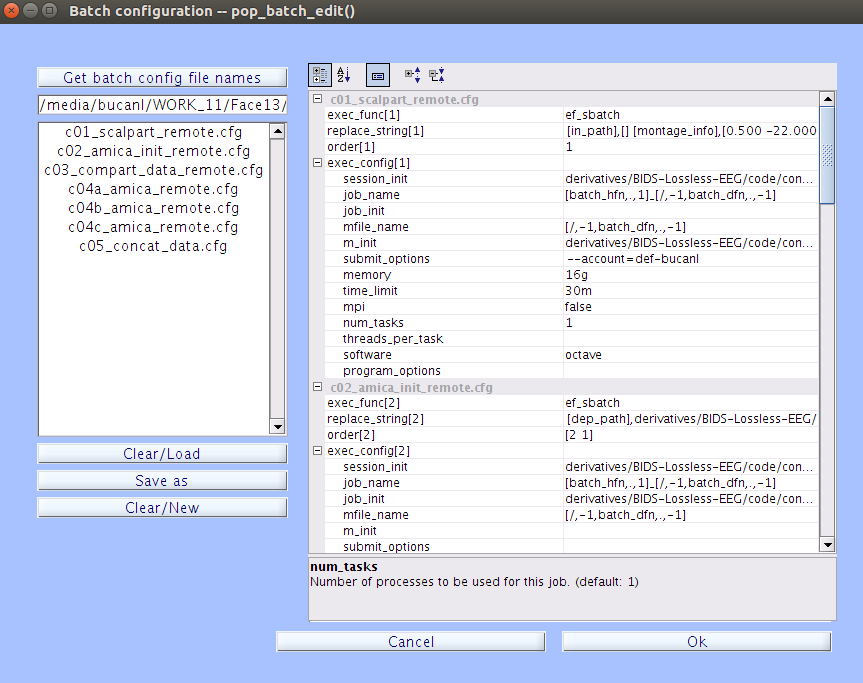 Batch configuration -- pop_batch_edit()
Get batch config file names
/media/bucanl/WORK_11/Face13/
c01_scalpart_remote.cfg
c02_amica_init_remote.cfg
c03_compart_data_remote.cfg
c04a_amica_remote.cfg
c04b_amica_remote.cfg
c04c_amica_remote.cfg
c05_concat_data.cfg
Clear/Load
Save as
Clear/New
c01_scalpart_remote.cfg
exec_func[1] ef_sbatch
replace_string[1] [in_path],[] [montage_info],[0.500 -22.000
order[1] 1
exec_config[1]
session_init derivatives/BIDS-Lossless-EEG/code/con...
job_name [batch_hfn,.,1]_[/,-1,batch_dfn,.,-1]
job_init
mfile_name [/,-1,batch_dfn,.,-1]
m_init derivatives/BIDS-Lossless-EEG/code/con...
submit_options --account=def-bucanl
memory 16g
time_limit 30m
mpi false
num_tasks 1
threads_per_task
software octave
program_options
c02_amica_init_remote.cfg
exec_func[2] ef_sbatch
replace_string[2] [dep_path],derivatives/BIDS-Lossless-EEG/
order[2] [2 1]
exec_config[2]
session_init derivatives/BIDS-Lossless-EEG/code/con...
job_name [batch_hfn,.,1]_[/,-1,batch_dfn,.,-1]
job_init derivatives/BIDS-Lossless-EEG/code/con...
mfile_name [/,-1,batch_dfn,.,-1]
m_init
submit_options
num_tasks
Number of processes to be used for this job. (default: 1)
Cancel
Ok